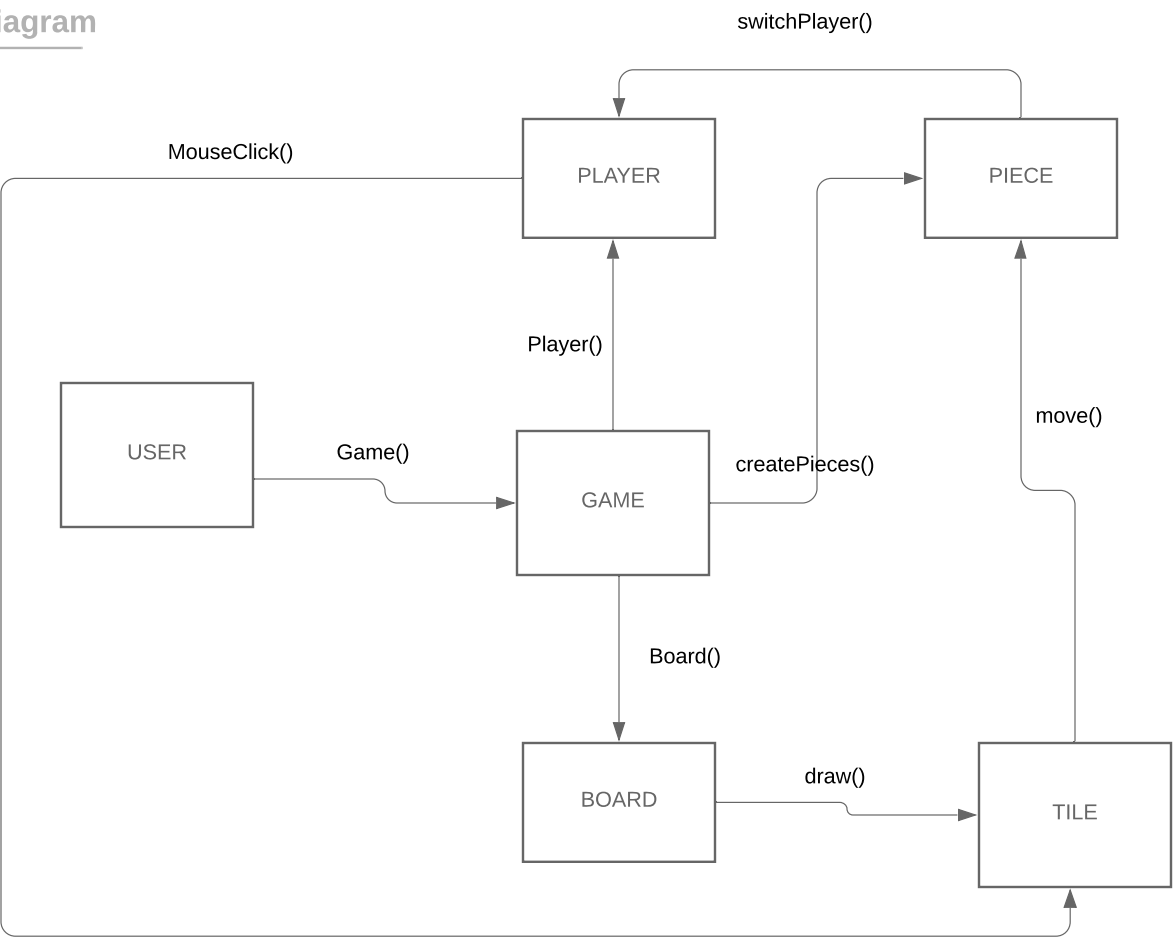 iagram
switchPlayer()
MouseClick()
PLAYER
PIECE
Player()
move()
USER
Game()
createPieces()
GAME
Board()
draw()
BOARD
TILE